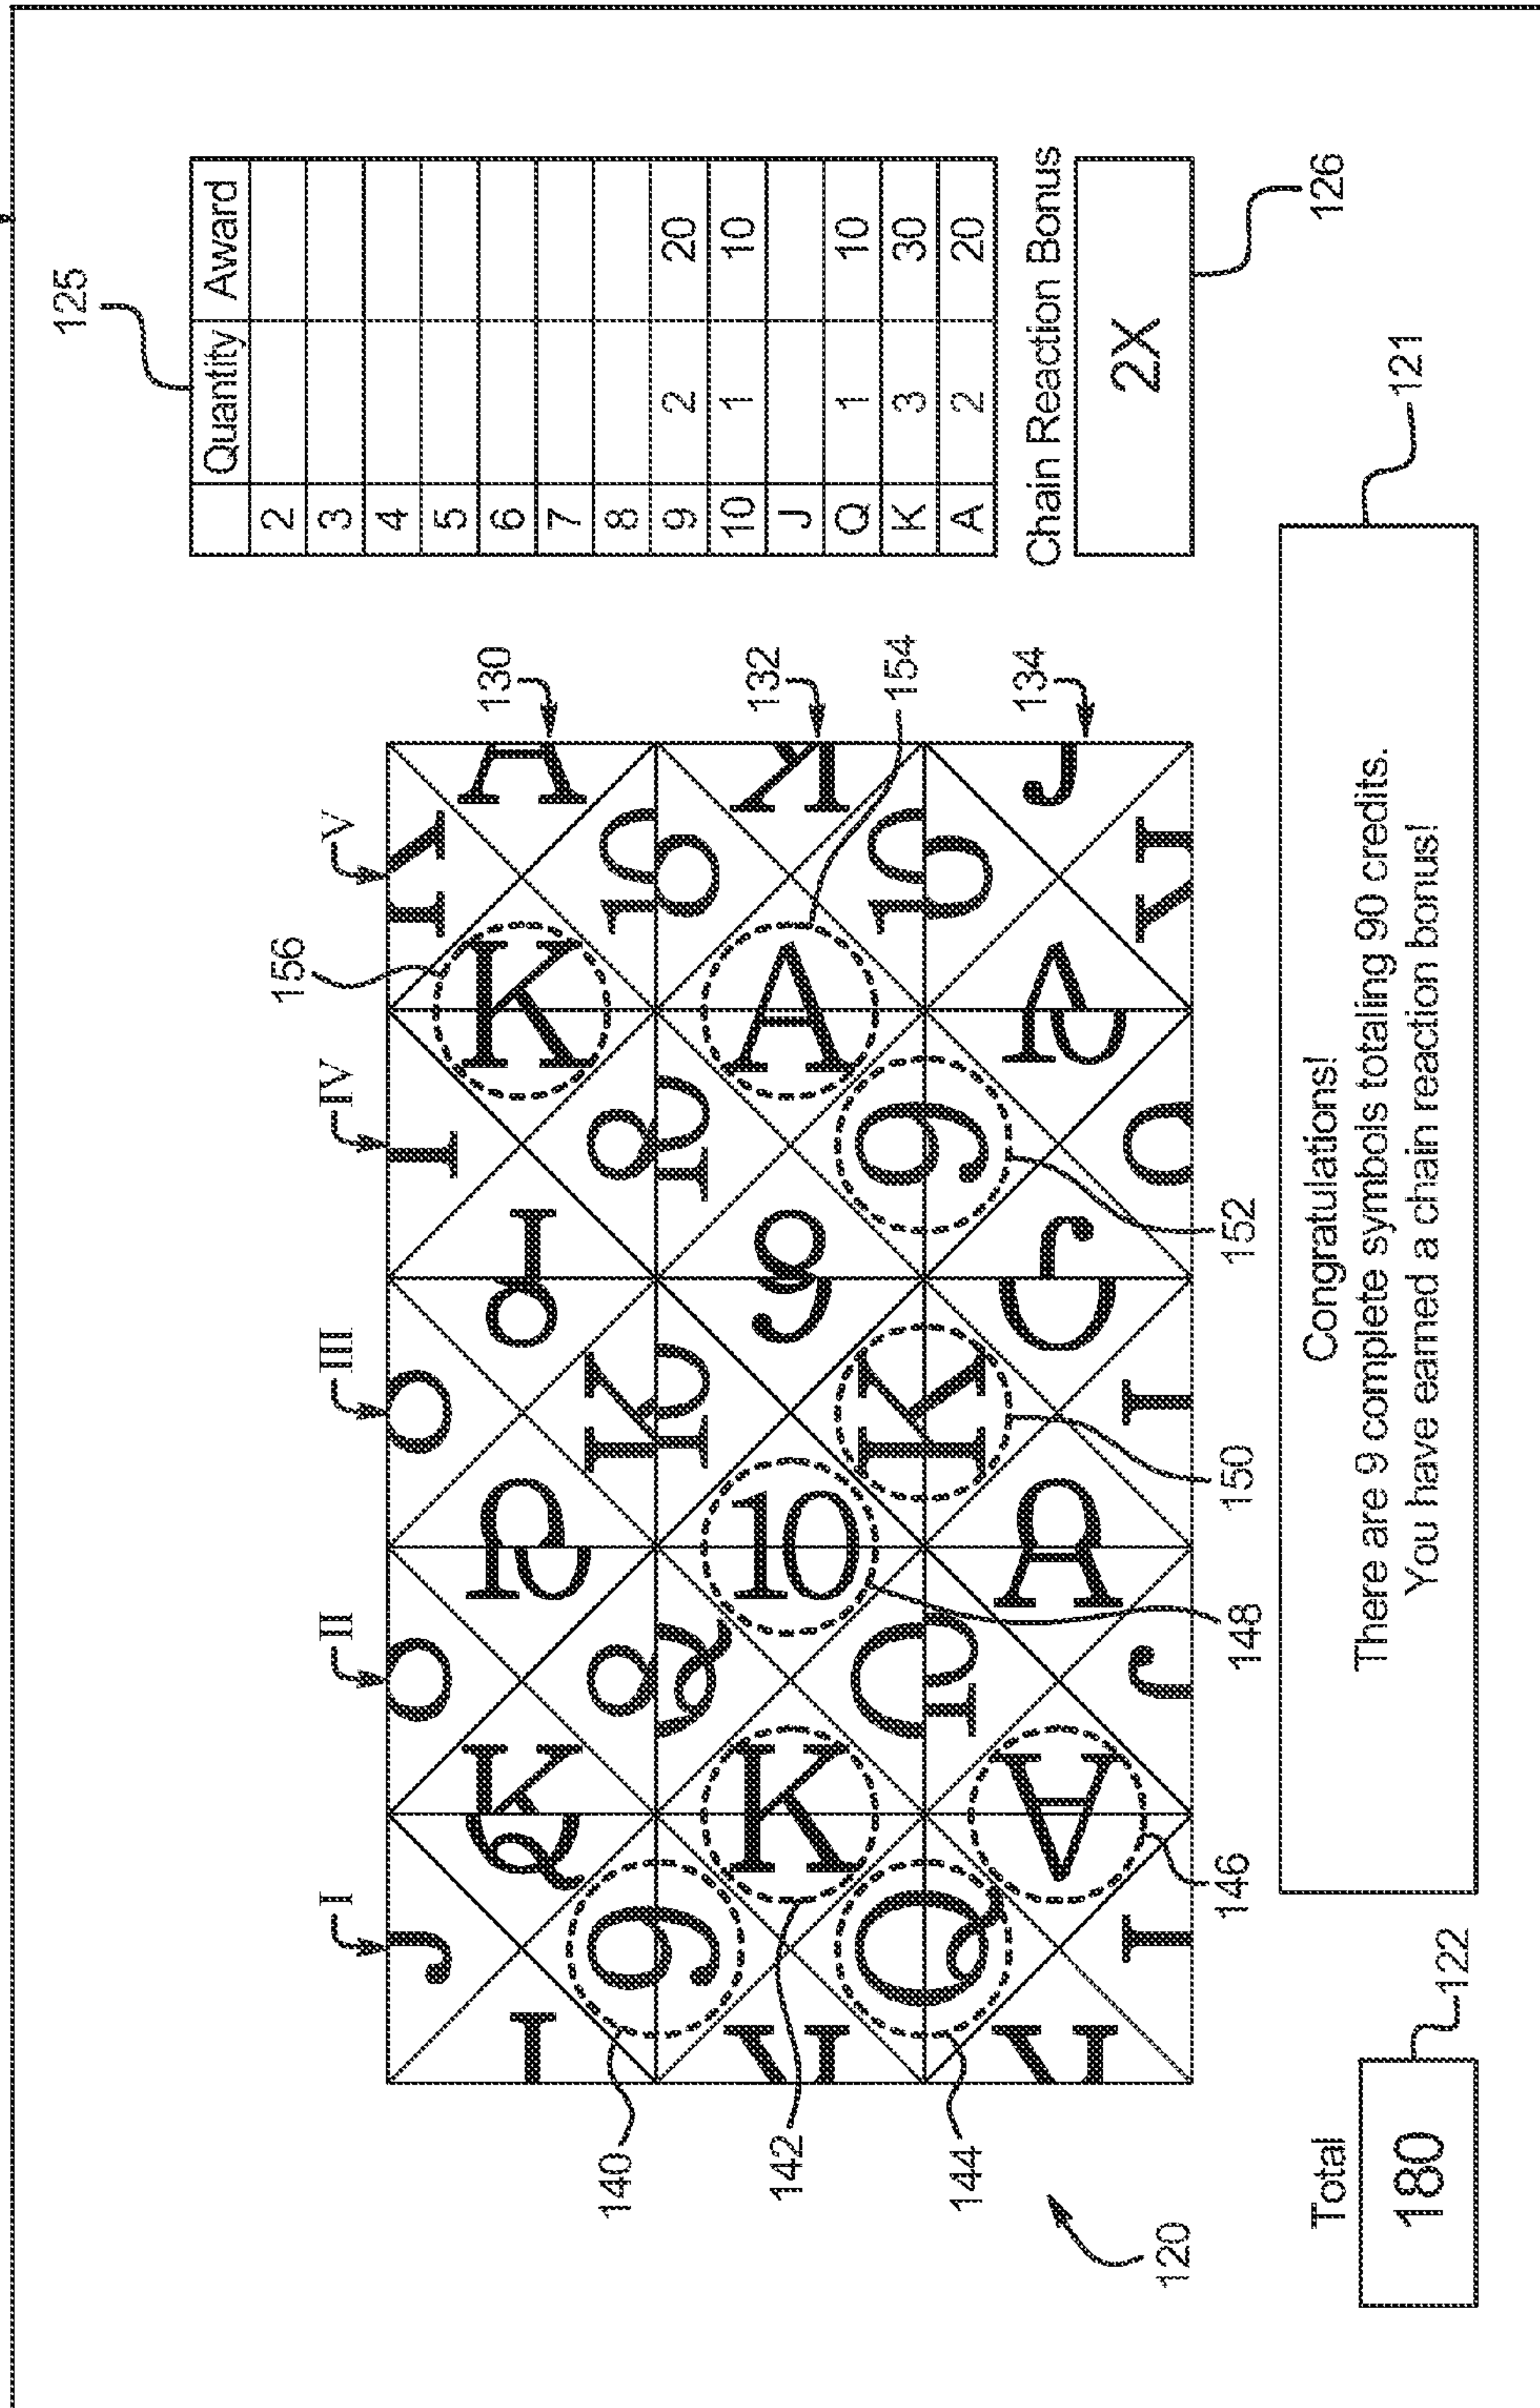 125
Quantity Award
2
3
4
5
6
7
8
9 2 20
10 1 10
J
Q 1 10
K 3 30
A 2 20
Chain Reaction Bonus
2X
126
I II III IV V
156
130
132
154
134
K
9
K
A
10
K
9
Q
A
140
142
144
146
148
150
152
120
Total
180
122
Congratulations!
There are 9 complete symbols totaling 90 credits.
You have earned a chain reaction bonus!
121